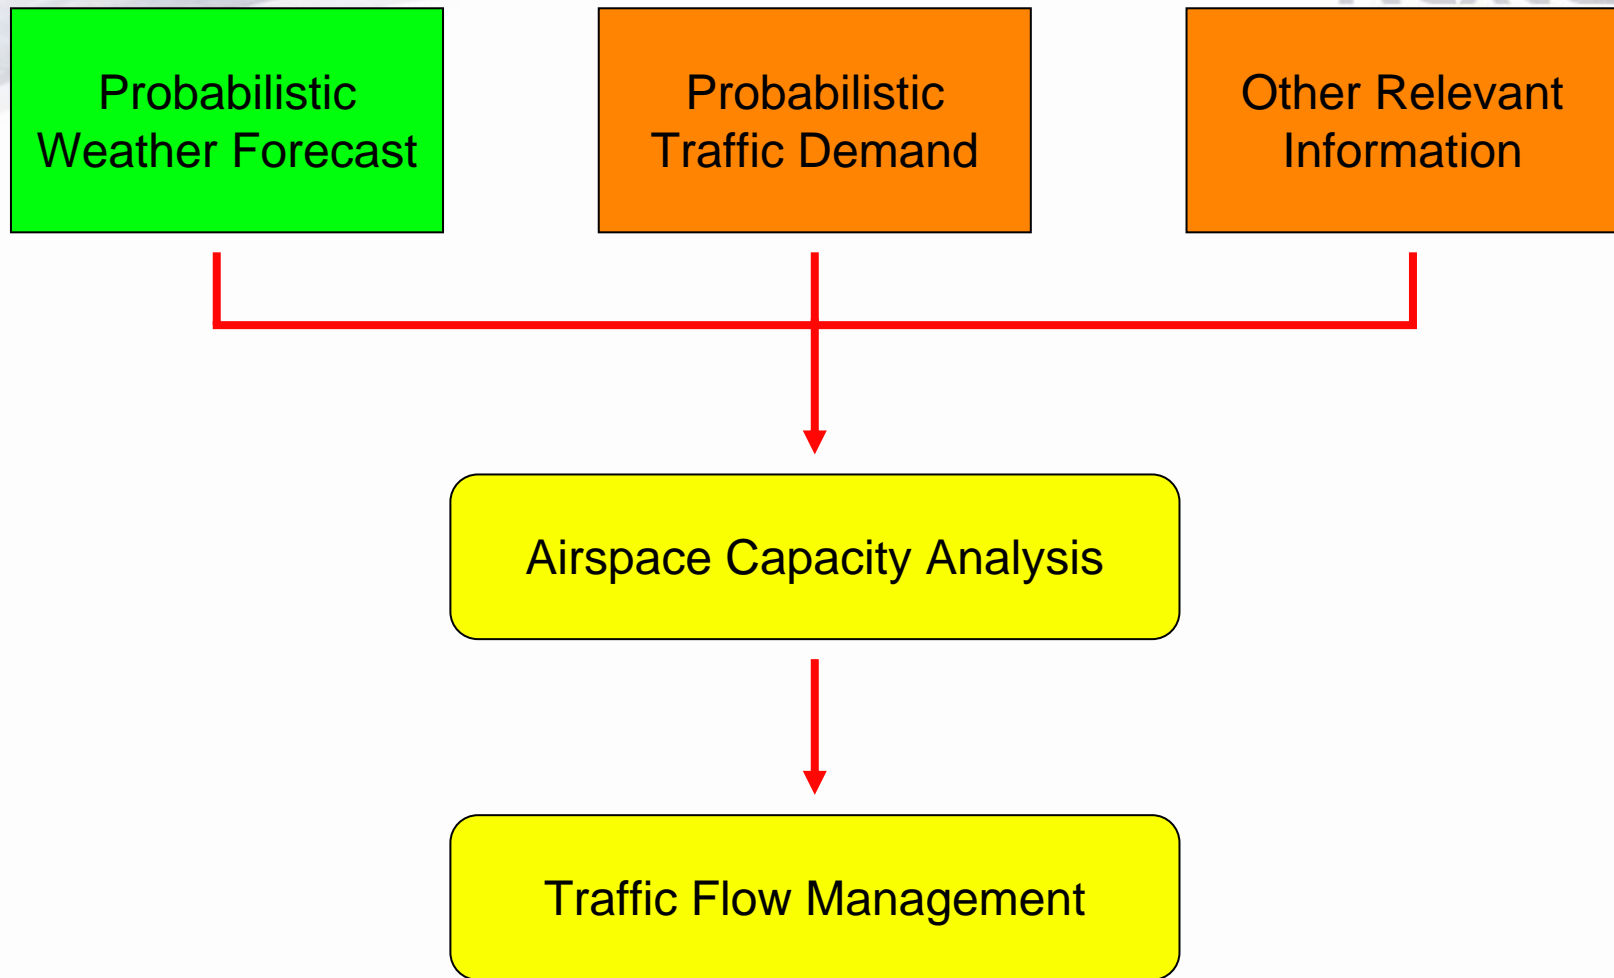 Probabilistic
Weather Forecast
Probabilistic
Traffic Demand
Other Relevant
Information
Airspace Capacity Analysis
Traffic Flow Management